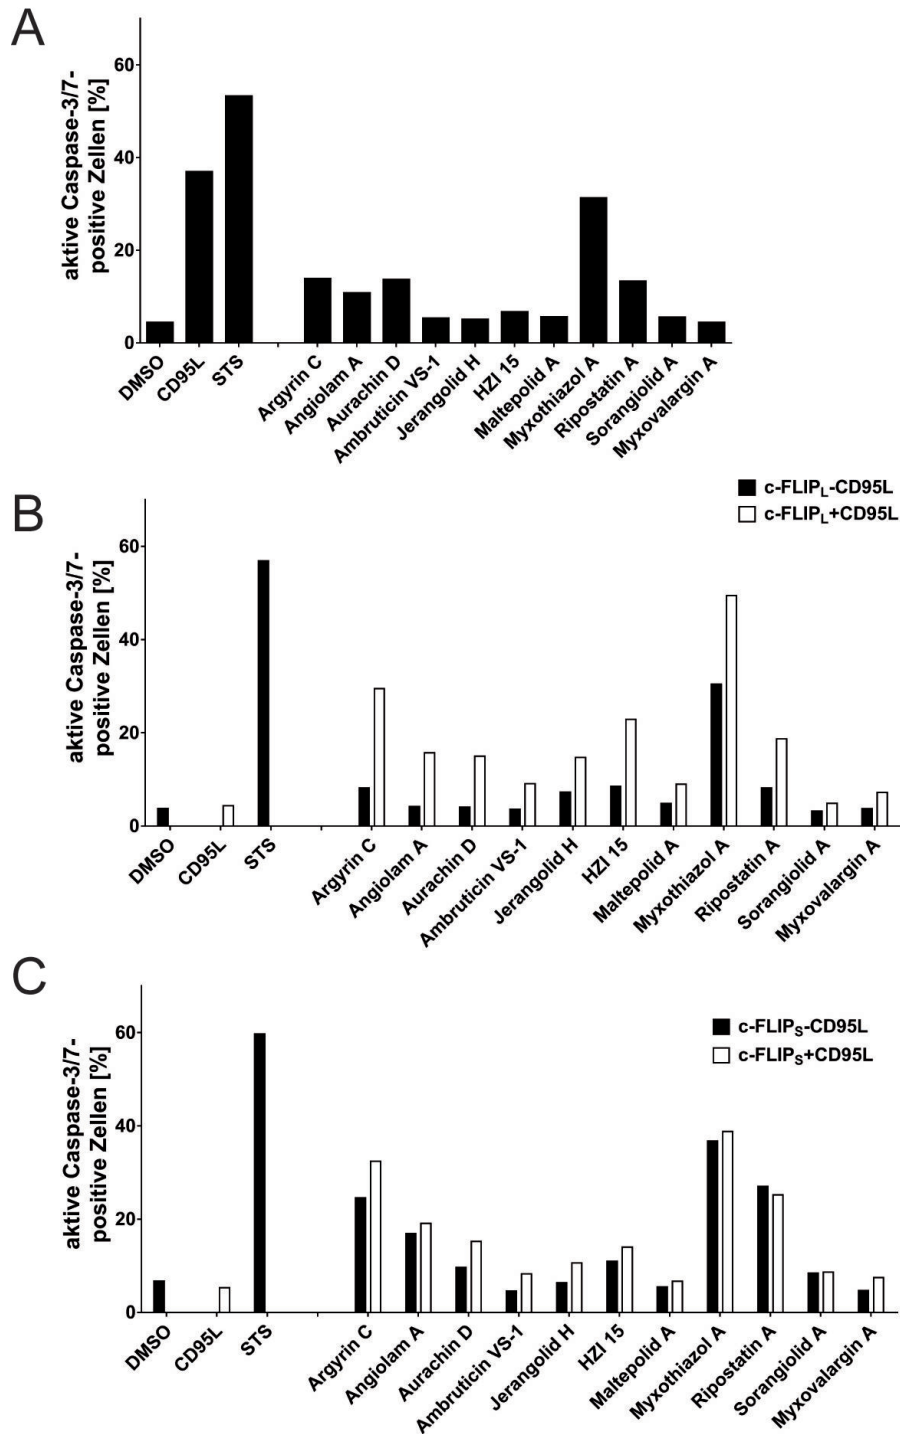 A
aktive Caspase-3/7-
positive Zellen [%]
60
40
20
0
DMSO
CD95L
STS
Argyrin C
Angiolam A
Aurachin D
Ambruticin VS-1
Jerangolid H
HZI 15
Maltepolid A
Myxothiazol A
Ripostatin A
Sorangiolid A
Myxovalargin A
B
c-FLIPL-CD95L
c-FLIPL+CD95L
aktive Caspase-3/7-
positive Zellen [%]
60
40
20
0
DMSO
CD95L
STS
Argyrin C
Angiolam A
Aurachin D
Ambruticin VS-1
Jerangolid H
HZI 15
Maltepolid A
Myxothiazol A
Ripostatin A
Sorangiolid A
Myxovalargin A
C
c-FLIPS-CD95L
c-FLIPS+CD95L
aktive Caspase-3/7-
positive Zellen [%]
60
40
20
0
DMSO
CD95L
STS
Argyrin C
Angiolam A
Aurachin D
Ambruticin VS-1
Jerangolid H
HZI 15
Maltepolid A
Myxothiazol A
Ripostatin A
Sorangiolid A
Myxovalargin A